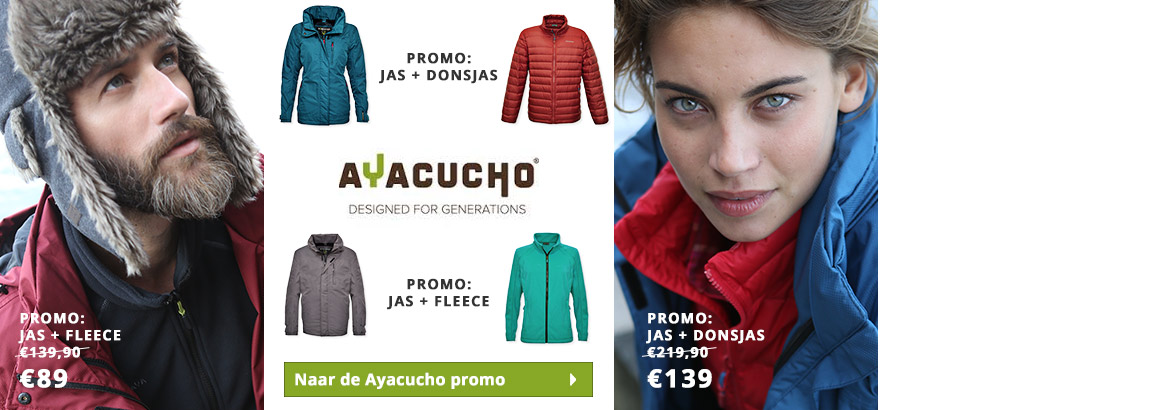 PROMO:
JAS + FLEECE
€139,90
€89
PROMO:
JAS + DONSJAS
AYACUCHO®
DESIGNED FOR GENERATIONS
PROMO:
JAS + FLEECE
Naar de Ayacucho promo
PROMO:
JAS + DONSJAS
€219,90
€139